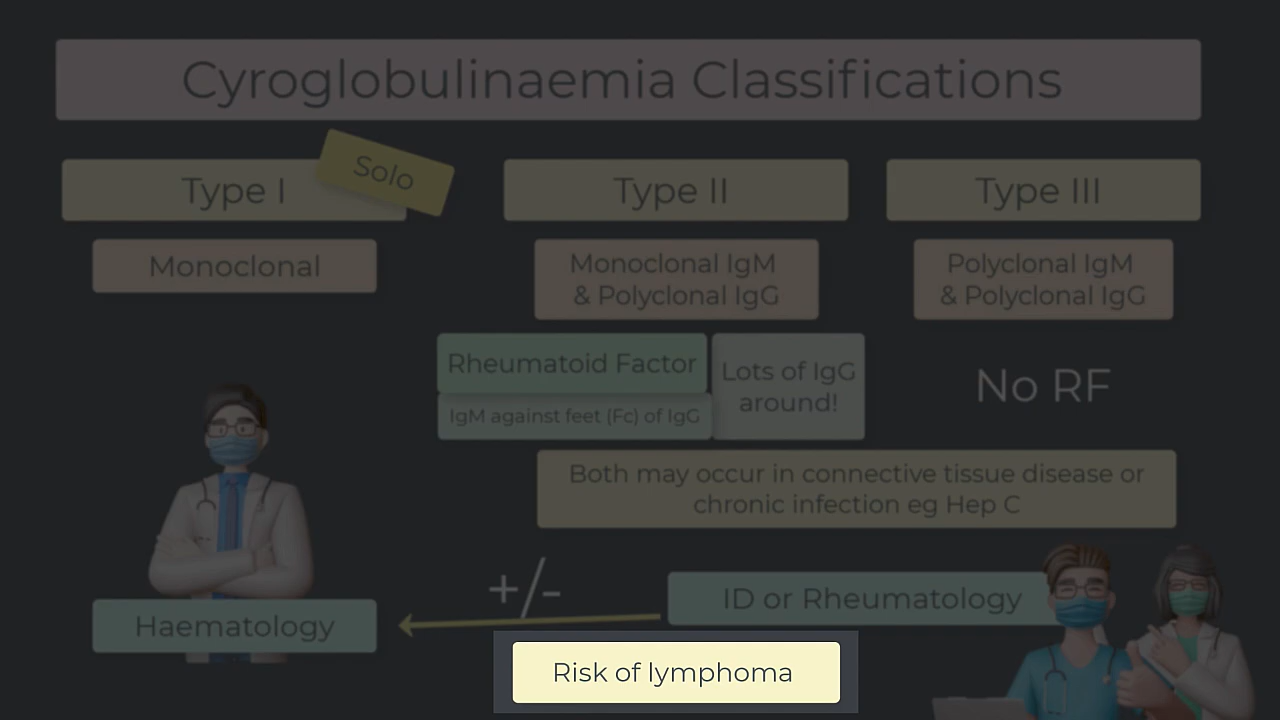 Cyroglobulinaemia Classifications
Type I
Solo
Type II
Type III
Monoclonal
Monoclonal IgM
& Polyclonal IgG
Polyclonal IgM
& Polyclonal IgG
Rheumatoid Factor
IgM against feet (Fc) of IgG
Lots of IgG
around!
No RF
Both may occur in connective tissue disease or
chronic infection eg Hep C
+/-
ID or Rheumatology
Haematology
Risk of lymphoma